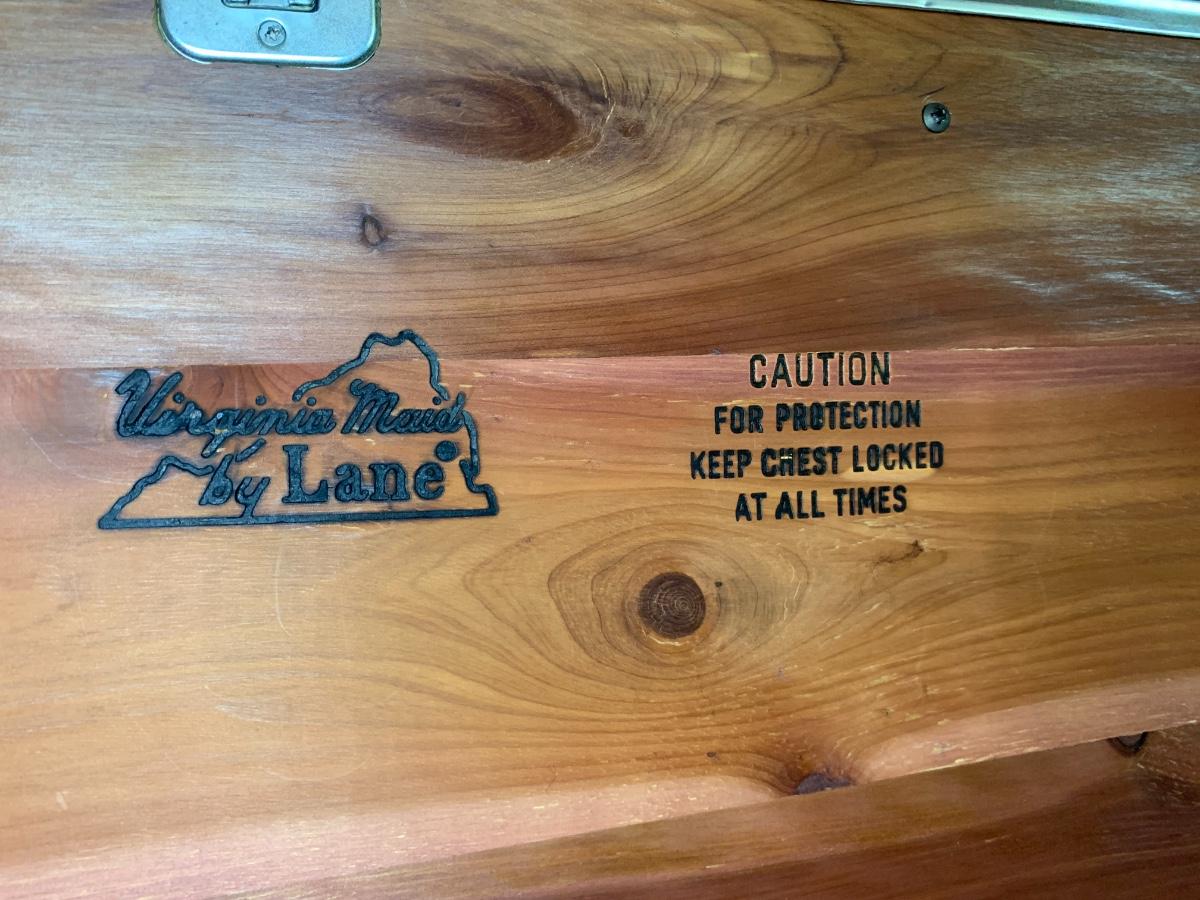 Virginia Maid
by Lane®
CAUTION
FOR PROTECTION
KEEP CHEST LOCKED
AT ALL TIMES